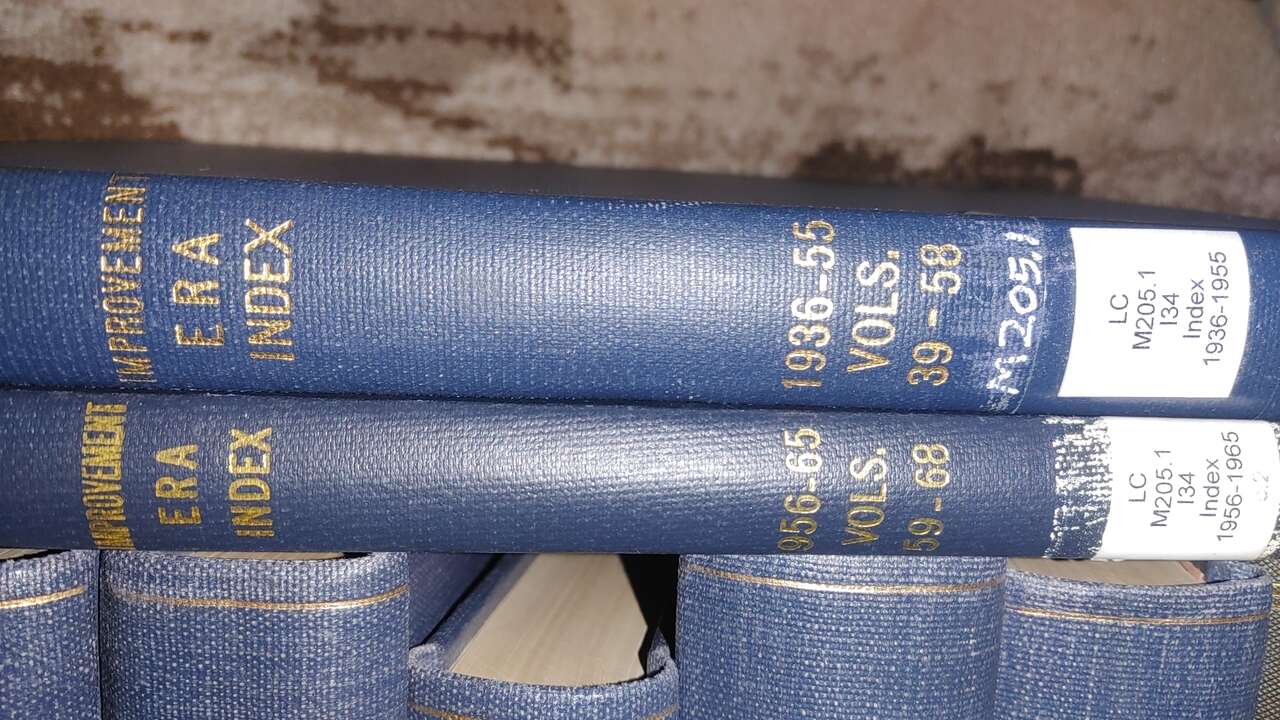 IMPROVEMENT
ERA
INDEX
1936-55
VOLS.
39-58
M205.1
LC
M205.1
I34
Index
1936-1955
IMPROVEMENT
ERA
INDEX
956-65
VOLS.
59-68
LC
M205.1
I34
Index
1956-1965